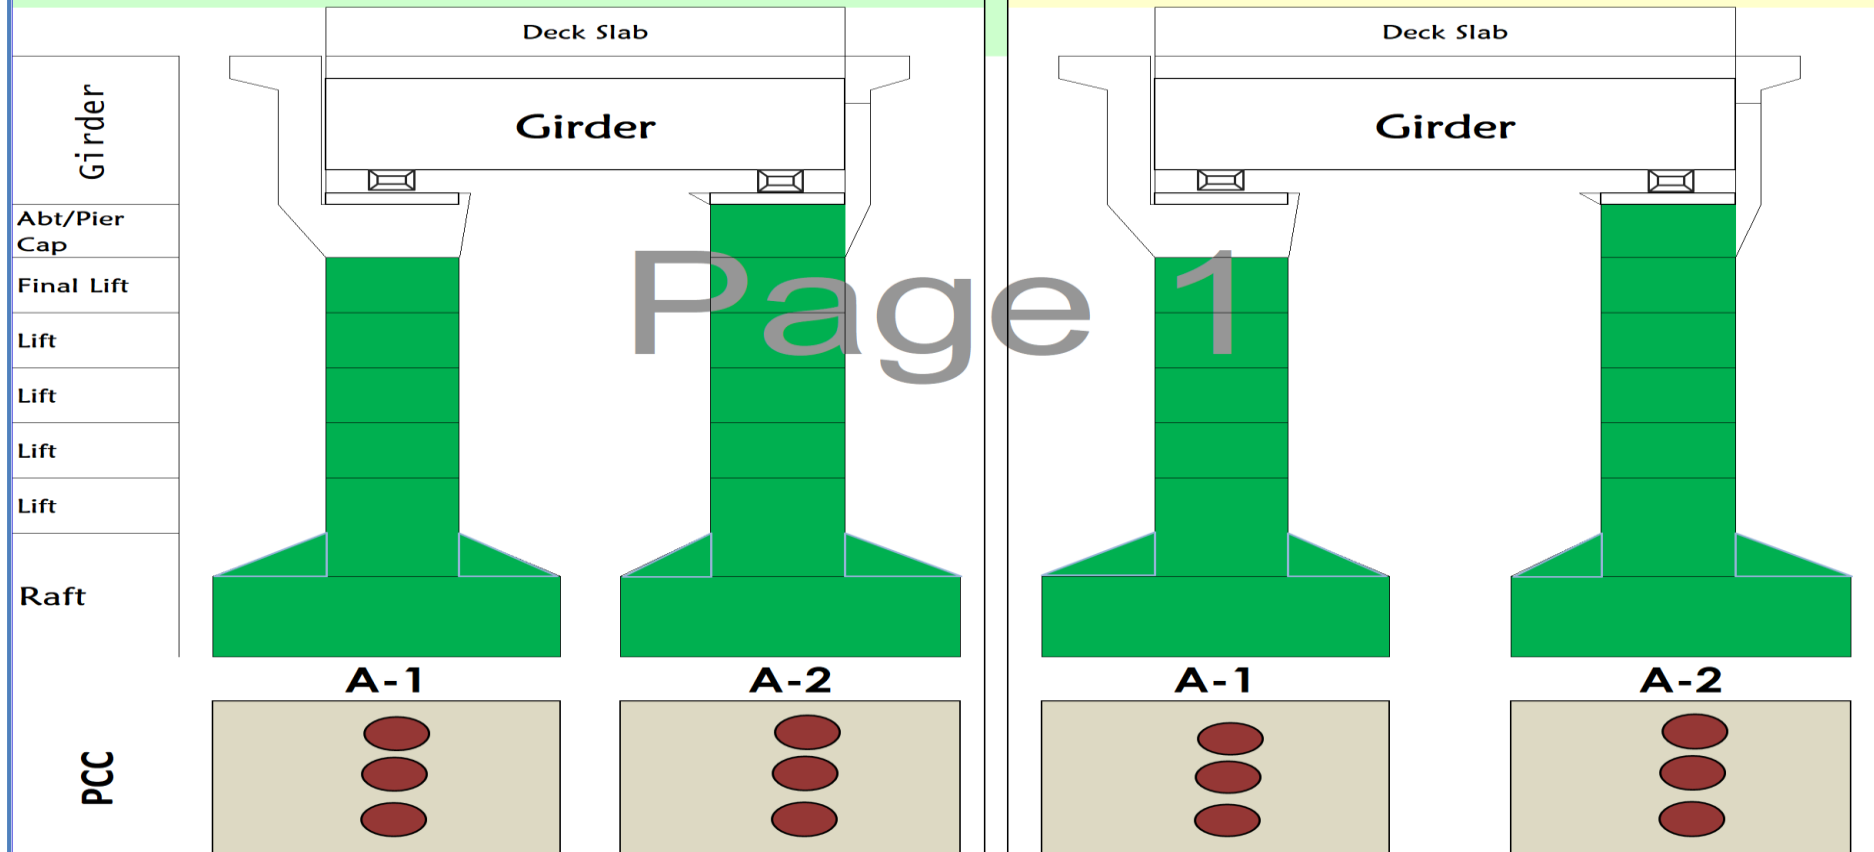 Deck Slab
Deck Slab
Girder
Girder
Girder
Abt/Pier
Cap
Final Lift
Page 1
Lift
Lift
Lift
Lift
Raft
A-1
A-2
A-1
A-2
PCC